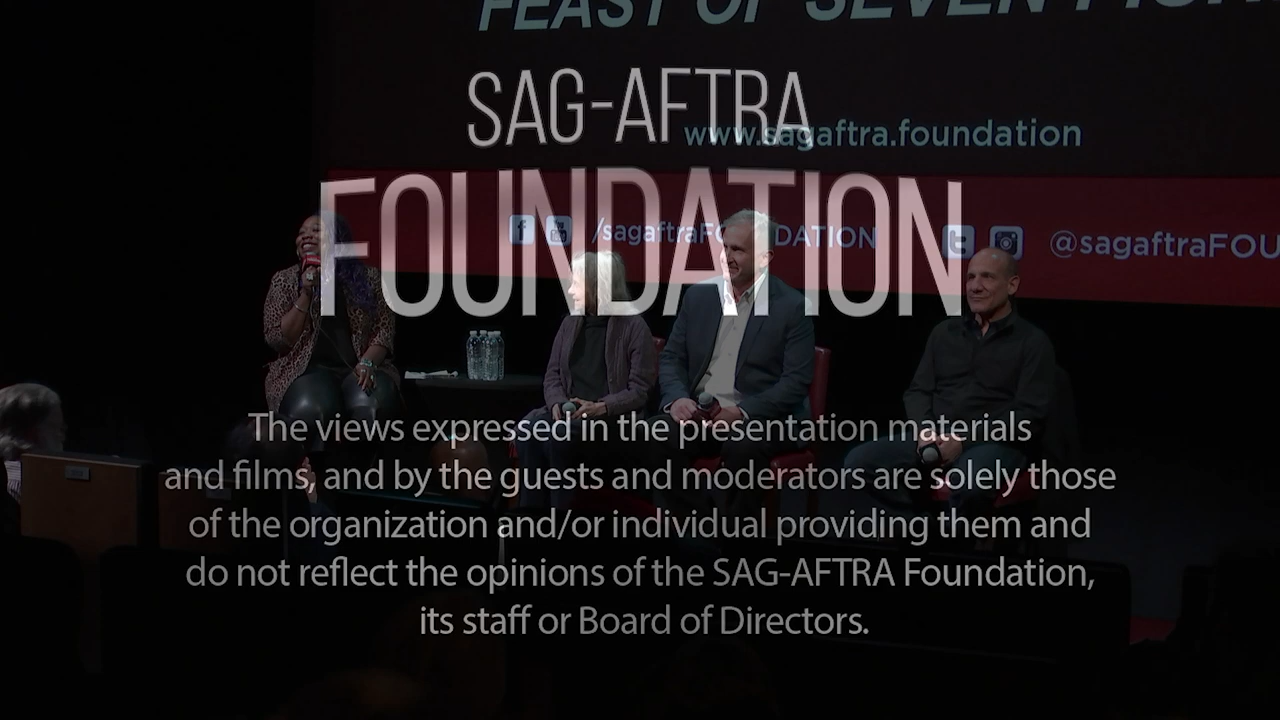 FEAST OF SEVEN
SAG-AFTRA
www.sagaftra.foundation
FOUNDATION
/sagaftraFOUNDATION
@sagaftraFOU
The views expressed in the presentation materials
and films, and by the guests and moderators are solely those
of the organization and/or individual providing them and
do not reflect the opinions of the SAG-AFTRA Foundation,
its staff or Board of Directors.